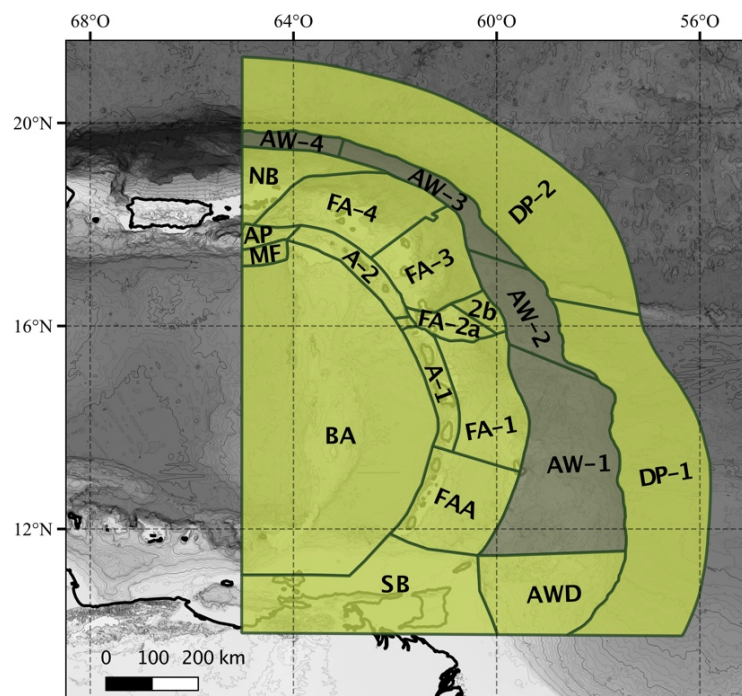 68°O 64°O 60°O 56°O
20°N
16°N
12°N
AW–4
AW–3
NB
DP–2
FA–4
AP
MF
A–2
FA–3
2b
FA–2a
AW–2
A–1
BA
FA–1
AW–1
DP–1
FAA
SB
AWD
0 100 200 km